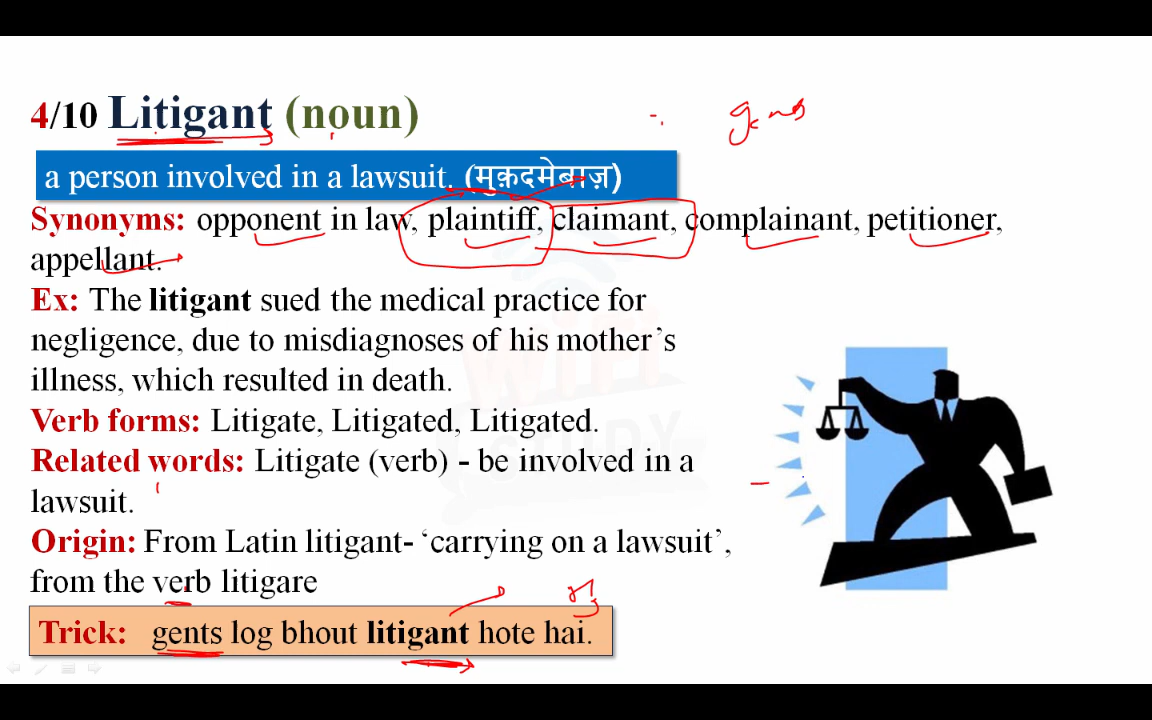 4/10 Litigant (noun)
gents
a person involved in a lawsuit. (मुक़दमेबाज़)
Synonyms: opponent in law, plaintiff, claimant, complainant, petitioner,
appellant.
Ex: The litigant sued the medical practice for
negligence, due to misdiagnoses of his mother’s
illness, which resulted in death.
Verb forms: Litigate, Litigated, Litigated.
Related words: Litigate (verb) - be involved in a
lawsuit.
Origin: From Latin litigant- ‘carrying on a lawsuit’,
from the verb litigare
Trick: gents log bhout litigant hote hai.
WiFi
STUDY